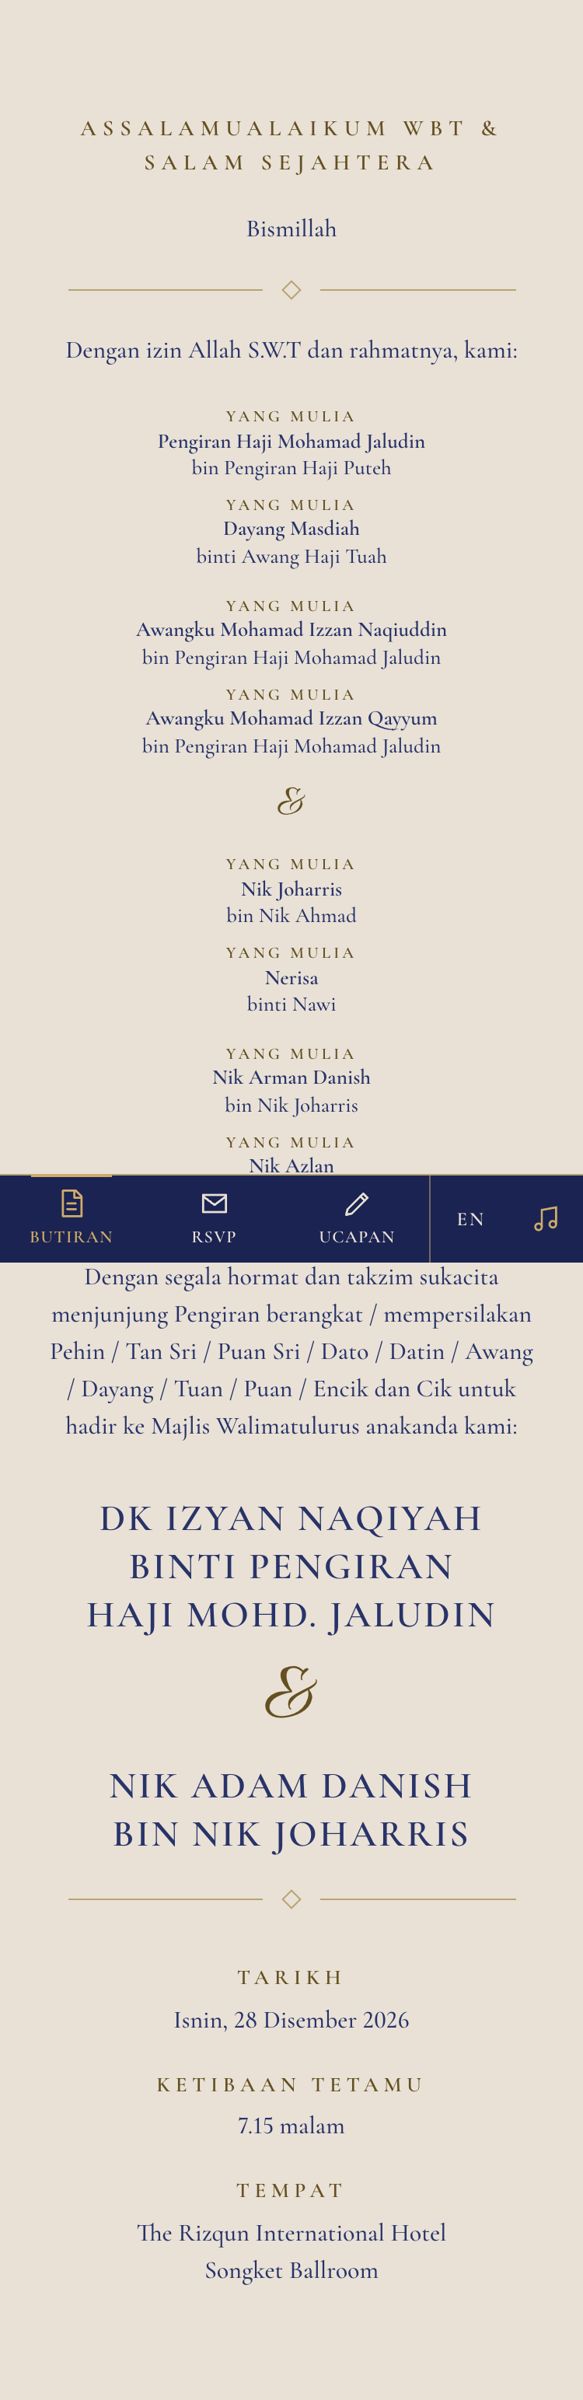 ASSALAMUALAIKUM WBT &
SALAM SEJAHTERA
Bismillah
Dengan izin Allah S.W.T dan rahmatnya, kami:
YANG MULIA
Pengiran Haji Mohamad Jaludin
bin Pengiran Haji Puteh
YANG MULIA
Dayang Masdiah
binti Awang Haji Tuah
YANG MULIA
Awangku Mohamad Izzan Naqiuddin
bin Pengiran Haji Mohamad Jaludin
YANG MULIA
Awangku Mohamad Izzan Qayyum
bin Pengiran Haji Mohamad Jaludin
&
YANG MULIA
Nik Joharris
bin Nik Ahmad
YANG MULIA
Nerisa
binti Nawi
YANG MULIA
Nik Arman Danish
bin Nik Joharris
YANG MULIA
Nik Azlan
BUTIRAN
RSVP
UCAPAN
EN
Dengan segala hormat dan takzim sukacita
menjunjung Pengiran berangkat / mempersilakan
Pehin / Tan Sri / Puan Sri / Dato / Datin / Awang
/ Dayang / Tuan / Puan / Encik dan Cik untuk
hadir ke Majlis Walimatulurus anakanda kami:
DK IZYAN NAQIYAH
BINTI PENGIRAN
HAJI MOHD. JALUDIN
&
NIK ADAM DANISH
BIN NIK JOHARRIS
TARIKH
Isnin, 28 Disember 2026
KETIBAAN TETAMU
7.15 malam
TEMPAT
The Rizqun International Hotel
Songket Ballroom